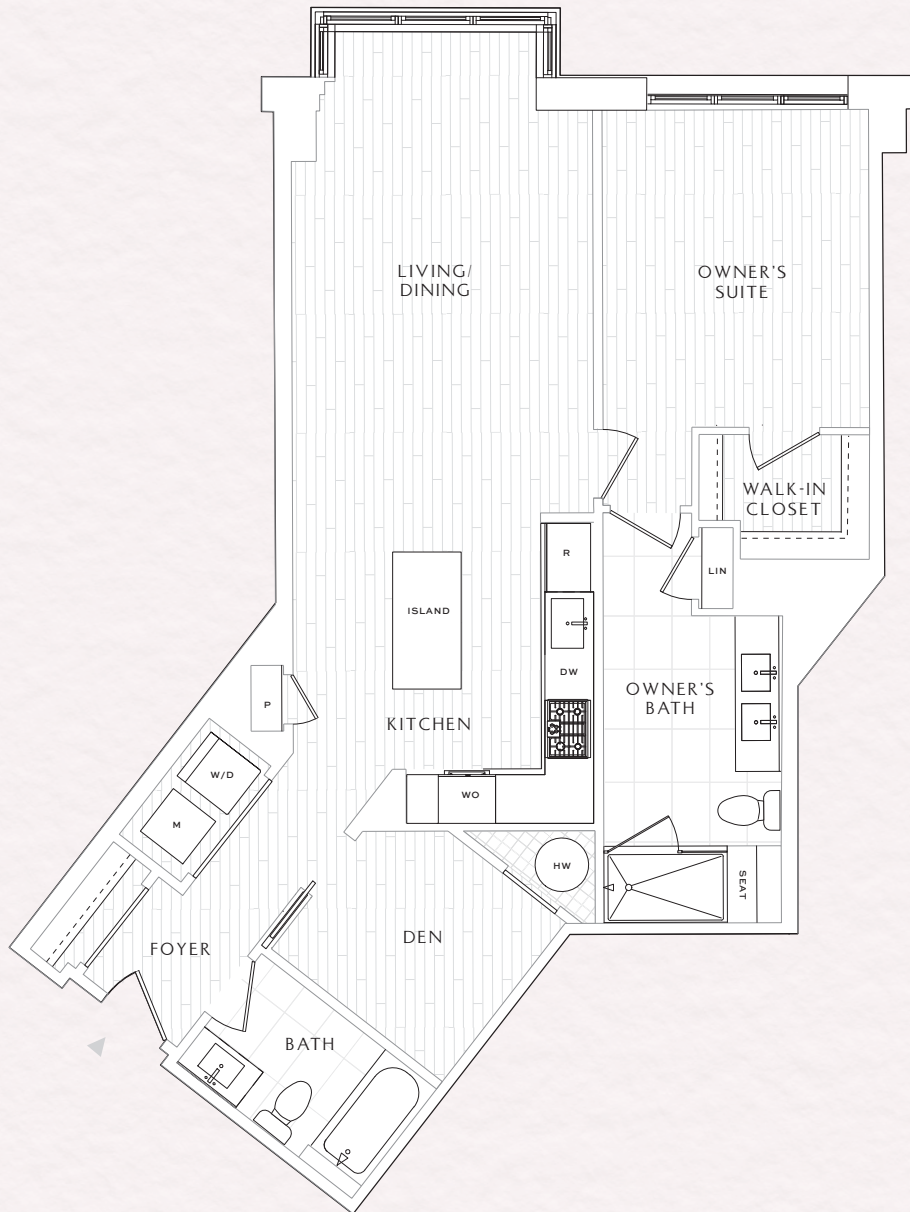 LIVING/
DINING
OWNER'S
SUITE
WALK-IN
CLOSET
R
LIN
ISLAND
DW
OWNER'S
BATH
P
KITCHEN
W/D
WO
M
HW
SEAT
DEN
FOYER
BATH